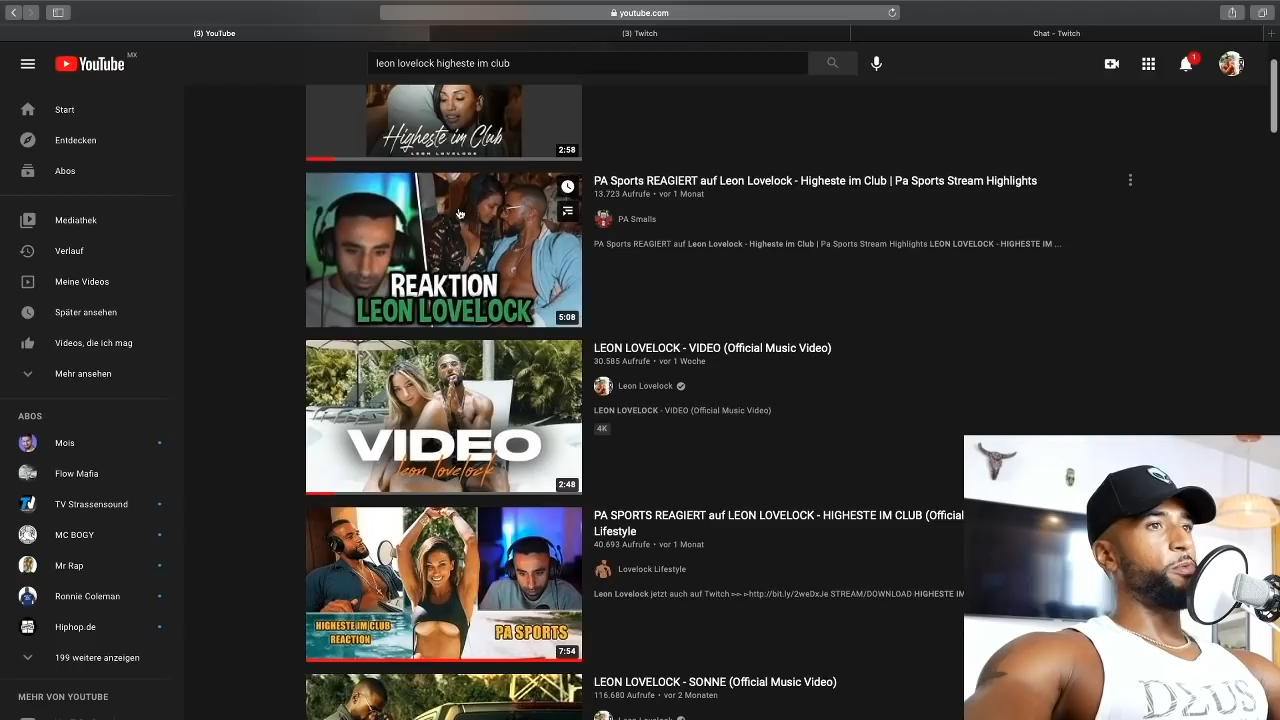 youtube.com
(3) YouTube
(3) Twitch
Chat - Twitch
YouTube
MX
leon lovelock higheste im club
1
Start
Entdecken
Abos
Mediathek
Verlauf
Meine Videos
Später ansehen
Videos, die ich mag
Mehr ansehen
ABOS
Mois
Flow Mafia
TV Strassensound
MC BOGY
Mr Rap
Ronnie Coleman
Hiphop.de
199 weitere anzeigen
MEHR VON YOUTUBE
Higheste im Club
LEON LOVELOCK
2:58
REAKTION
LEON LOVELOCK
5:08
PA Sports REAGIERT auf Leon Lovelock - Higheste im Club | Pa Sports Stream Highlights
13.723 Aufrufe • vor 1 Monat
PA Smalls
PA Sports REAGIERT auf Leon Lovelock - Higheste im Club | Pa Sports Stream Highlights LEON LOVELOCK - HIGHESTE IM ...
VIDEO
leon lovelock
2:48
LEON LOVELOCK - VIDEO (Official Music Video)
30.585 Aufrufe • vor 1 Woche
Leon Lovelock
LEON LOVELOCK - VIDEO (Official Music Video)
4K
HIGHESTE IM CLUB
REACTION
PA SPORTS
7:54
PA SPORTS REAGIERT auf LEON LOVELOCK - HIGHESTE IM CLUB (Official
Lifestyle
40.693 Aufrufe • vor 1 Monat
Lovelock Lifestyle
Leon Lovelock jetzt auch auf Twitch ▻▻ ▻http://bit.ly/2weDxJe STREAM/DOWNLOAD HIGHESTE IM
LEON LOVELOCK - SONNE (Official Music Video)
116.680 Aufrufe • vor 2 Monaten
Leon Lovelock
DEUS